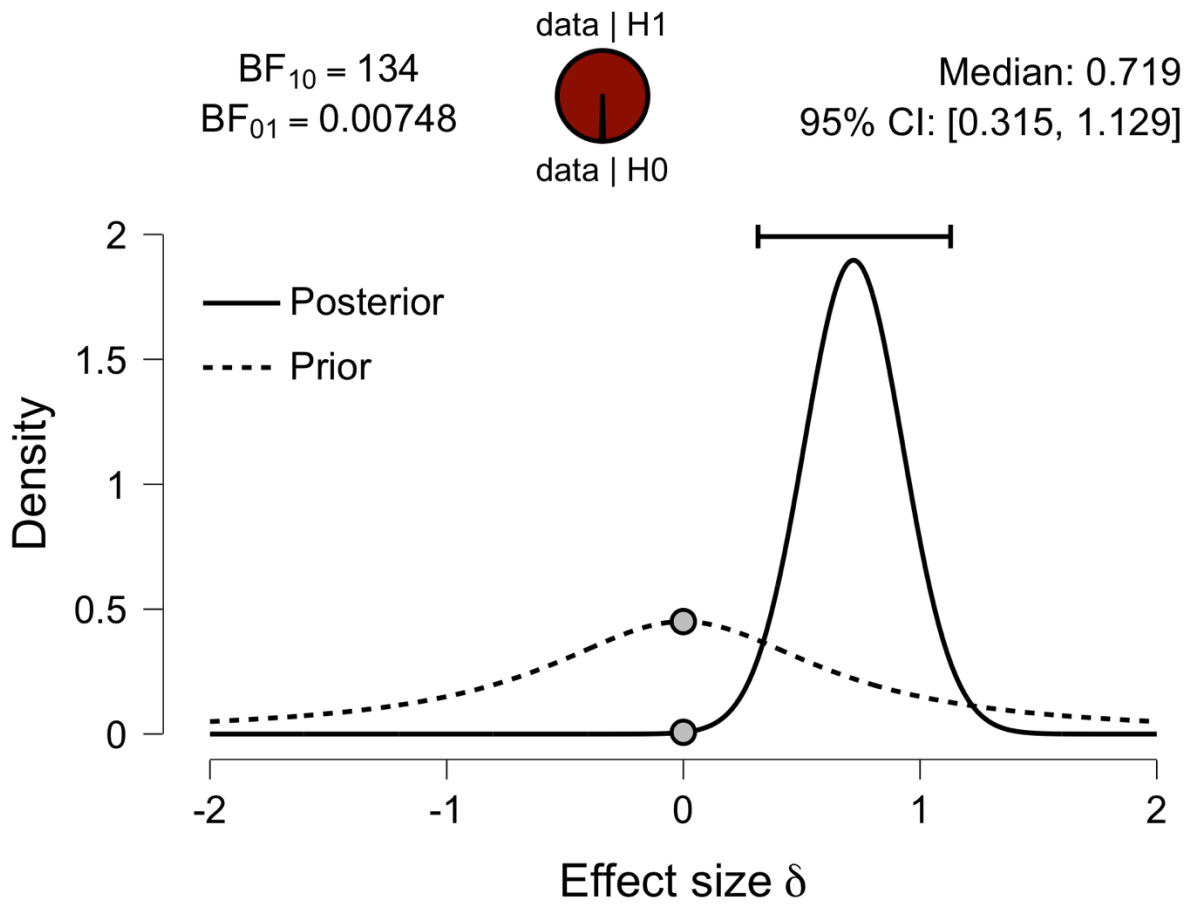 data | H1
BF₁₀ = 134
BF₀₁ = 0.00748
Median: 0.719
95% CI: [0.315, 1.129]
data | H0
2
1.5
1
0.5
0
Density
Posterior
Prior
-2
-1
0
1
2
Effect size δ